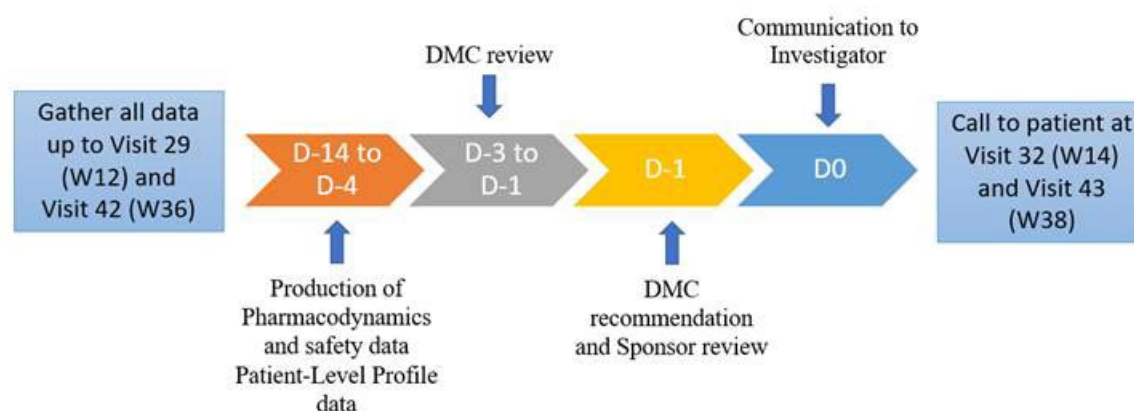 Gather all data
up to Visit 29
(W12) and
Visit 42 (W36)
D-14 to
D-4
Production of
Pharmacodynamics
and safety data
Patient-Level Profile
data
DMC review
D-3 to
D-1
D-1
DMC
recommendation
and Sponsor review
Communication to
Investigator
D0
Call to patient at
Visit 32 (W14)
and Visit 43
(W38)